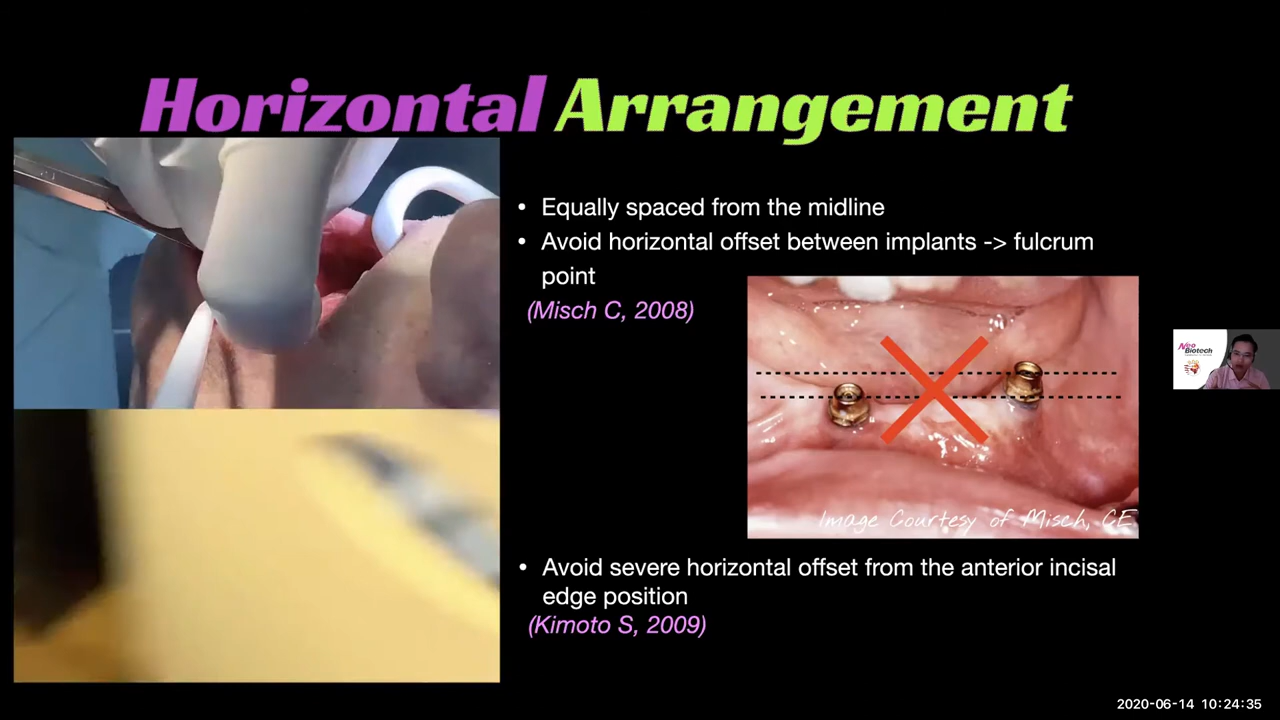 Horizontal Arrangement
• Equally spaced from the midline
• Avoid horizontal offset between implants -> fulcrum
point
(Misch C, 2008)
Image Courtesy of Misch, CE
Neo
Biotech
• Avoid severe horizontal offset from the anterior incisal
edge position
(Kimoto S, 2009)
2020-06-14 10:24:35